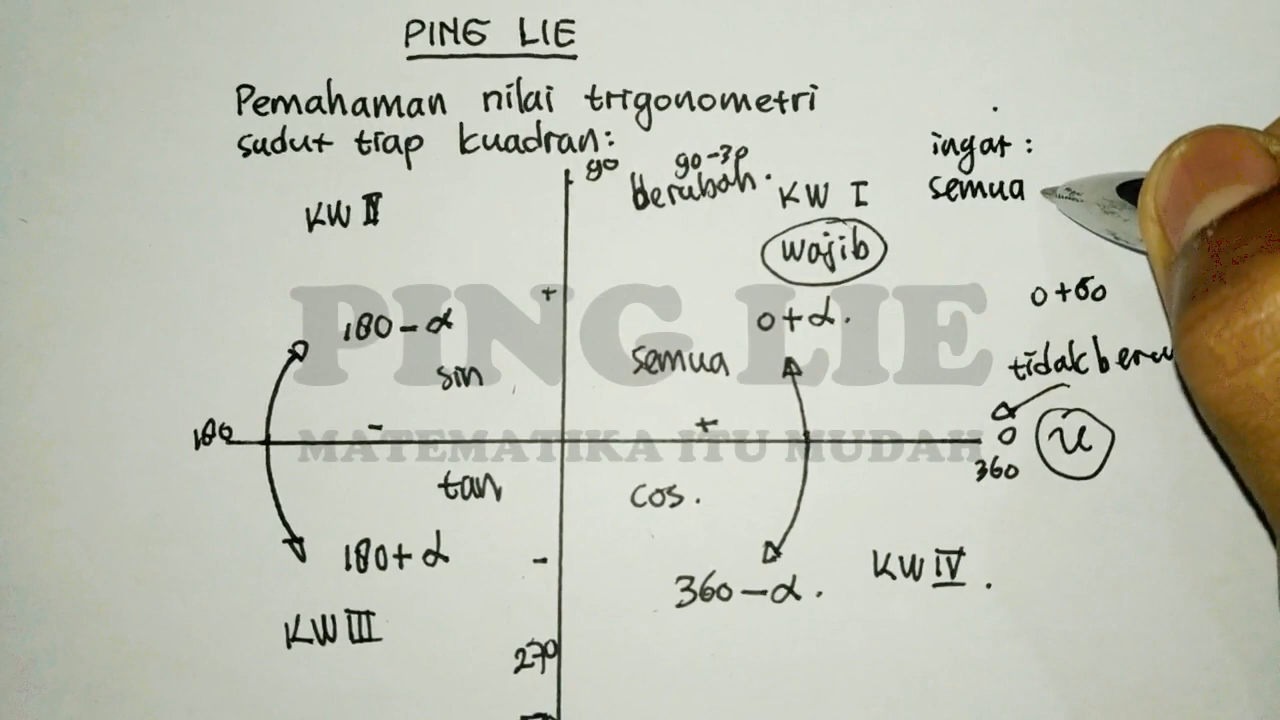 PING LIE
Pemahaman nilai trigonometri
sudut tiap kuadran:
ingat :
semua
90
90-30
berubah.
KW I
KW II
wajib
+
0+60
180-α
0+α.
PING LIE
sin
semua
tidak beru
180
-
+
0
360
MATEMATIKA ITU MUDAH
tan
cos.
180+α
-
360-α.
KW IV.
KW III
270